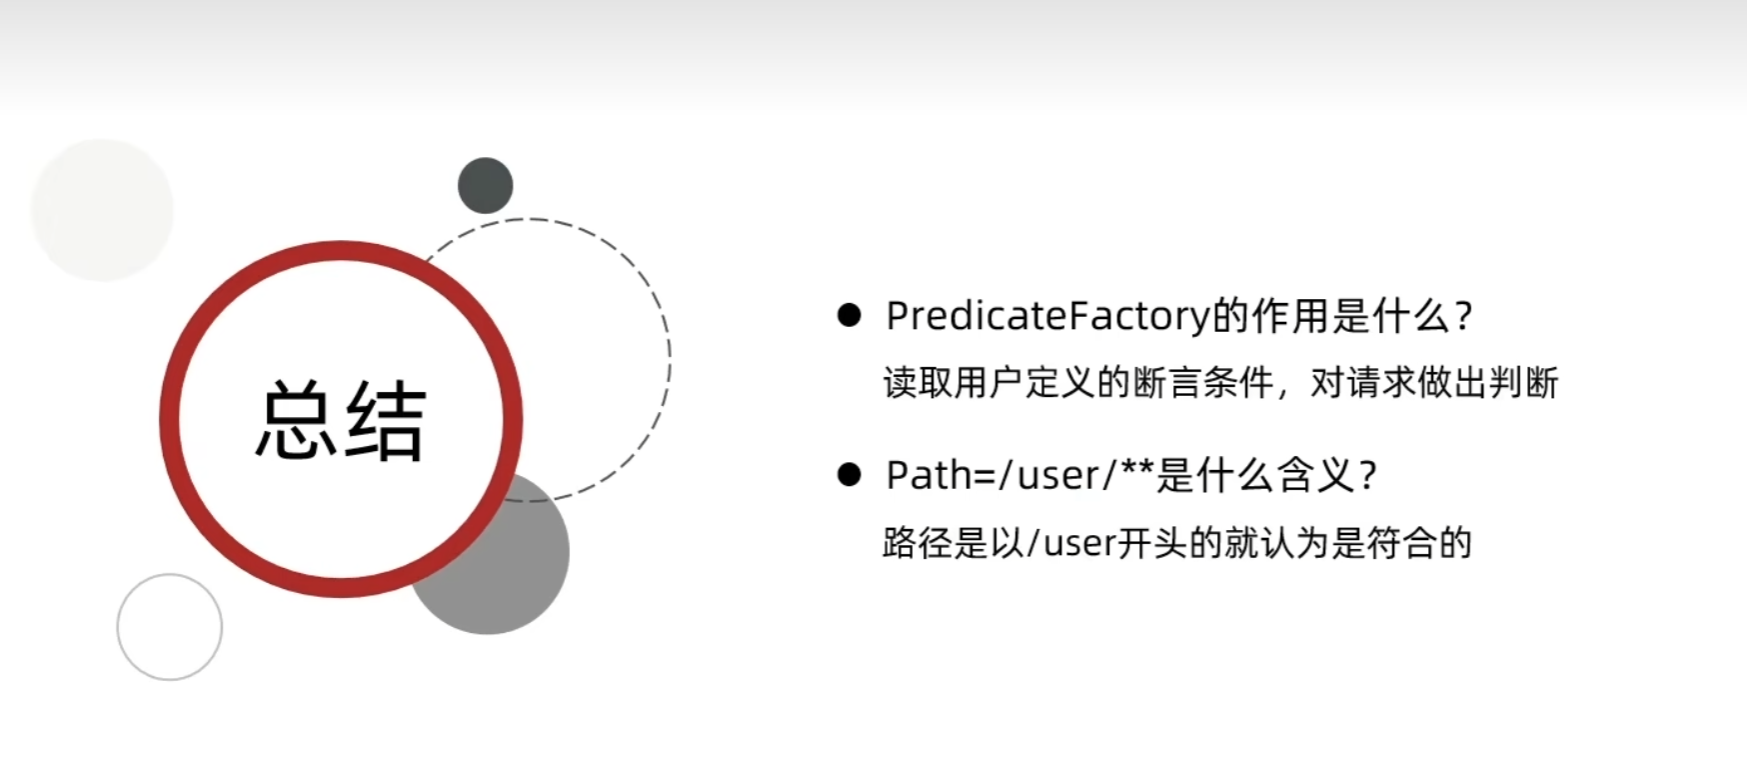 总结
PredicateFactory的作用是什么？
读取用户定义的断言条件，对请求做出判断
Path=/user/**是什么含义？
路径是以/user开头的就认为是符合的